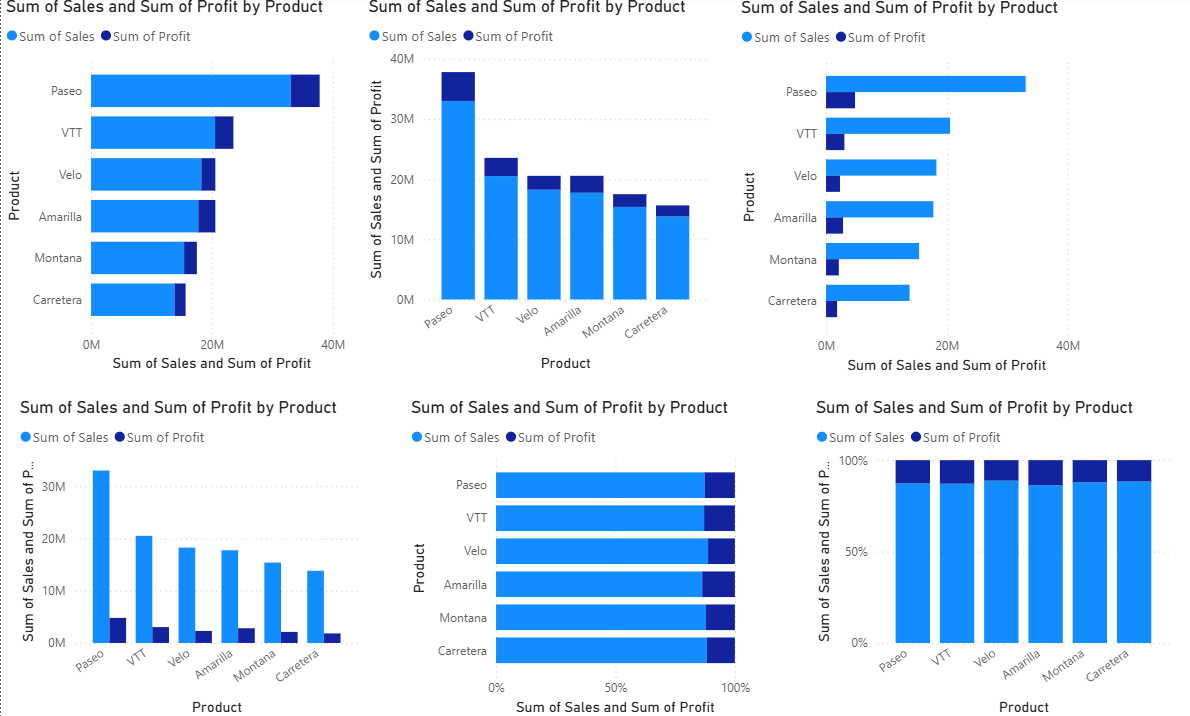 Sum of Sales and Sum of Profit by Product
Sum of Sales Sum of Profit
Product
Paseo
VTT
Velo
Amarilla
Montana
Carretera
0M 20M 40M
Sum of Sales and Sum of Profit
Sum of Sales and Sum of Profit by Product
Sum of Sales Sum of Profit
Sum of Sales and Sum of Profit
40M
30M
20M
10M
0M
Paseo VTT Velo Amarilla Montana Carretera
Product
Sum of Sales and Sum of Profit by Product
Sum of Sales Sum of Profit
Product
Paseo
VTT
Velo
Amarilla
Montana
Carretera
0M 20M 40M
Sum of Sales and Sum of Profit
Sum of Sales and Sum of Profit by Product
Sum of Sales Sum of Profit
Sum of Sales and Sum of P...
30M
20M
10M
0M
Paseo VTT Velo Amarilla Montana Carretera
Product
Sum of Sales and Sum of Profit by Product
Sum of Sales Sum of Profit
Product
Paseo
VTT
Velo
Amarilla
Montana
Carretera
0% 50% 100%
Sum of Sales and Sum of Profit
Sum of Sales and Sum of Profit by Product
Sum of Sales Sum of Profit
Sum of Sales and Sum of P...
100%
50%
0%
Paseo VTT Velo Amarilla Montana Carretera
Product